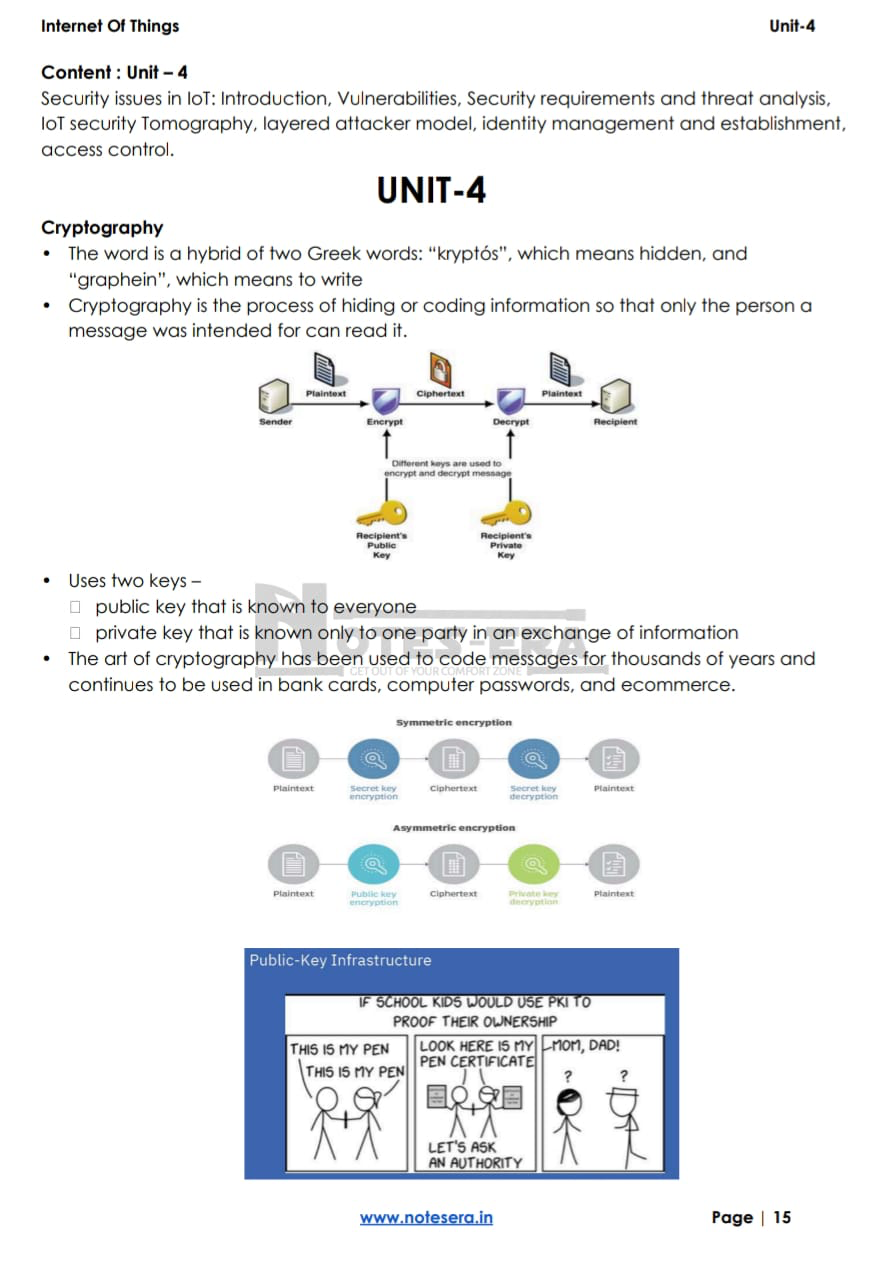 Internet Of Things
Unit-4
Content : Unit – 4
Security issues in IoT: Introduction, Vulnerabilities, Security requirements and threat analysis,
IoT security Tomography, layered attacker model, identity management and establishment,
access control.
UNIT-4
Cryptography
• The word is a hybrid of two Greek words: “kryptós”, which means hidden, and
“graphein”, which means to write
• Cryptography is the process of hiding or coding information so that only the person a
message was intended for can read it.
Plaintext
Ciphertext
Plaintext
Sender
Encrypt
Decrypt
Recipient
Different keys are used to
encrypt and decrypt message
Recipient's
Public
Key
Recipient's
Private
Key
• Uses two keys –
public key that is known to everyone
private key that is known only to one party in an exchange of information
NOTES-ERA
GET OUT OF YOUR COMFORT ZONE
• The art of cryptography has been used to code messages for thousands of years and
continues to be used in bank cards, computer passwords, and ecommerce.
Symmetric encryption
Plaintext
Secret key
encryption
Ciphertext
Secret key
decryption
Plaintext
Asymmetric encryption
Plaintext
Public key
encryption
Ciphertext
Private key
decryption
Plaintext
Public-Key Infrastructure
IF SCHOOL KIDS WOULD USE PKI TO
PROOF THEIR OWNERSHIP
THIS IS MY PEN
THIS IS MY PEN
LOOK HERE IS MY
PEN CERTIFICATE
LET'S ASK
AN AUTHORITY
MOM, DAD!
?
?
www.notesera.in
Page | 15